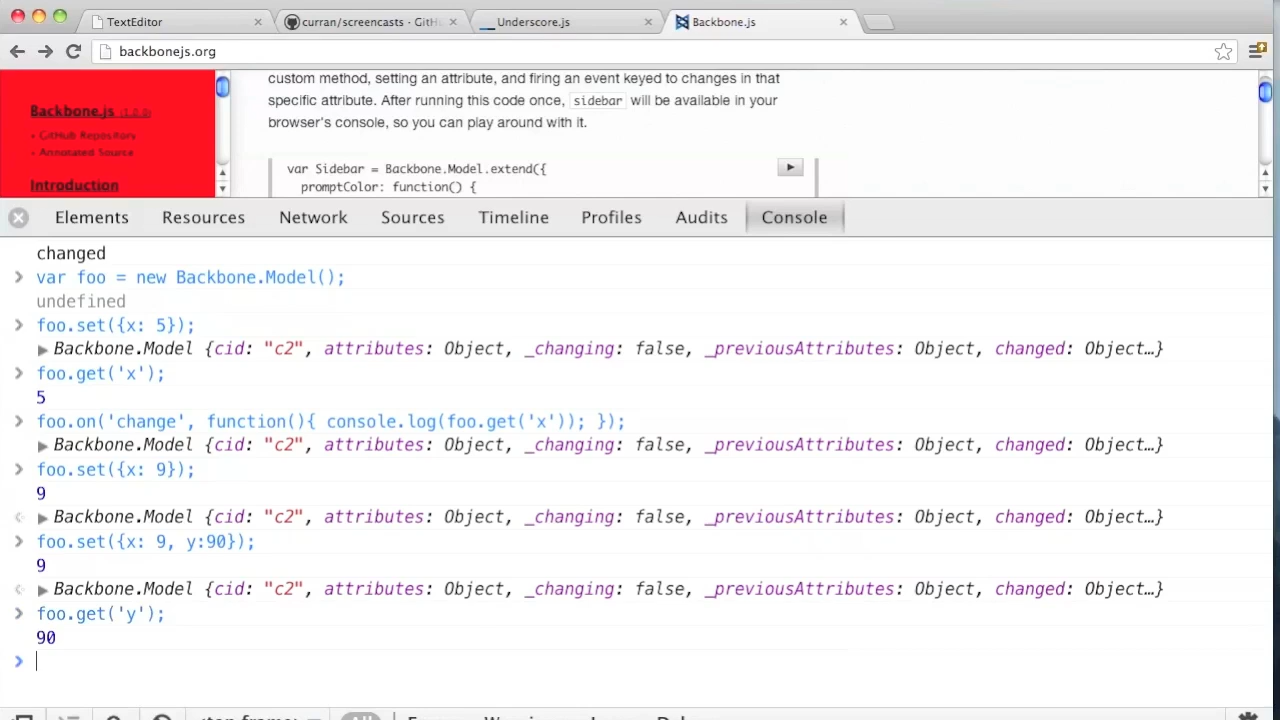 TextEditor
curran/screencasts · GitH
Underscore.js
Backbone.js
backbonejs.org
custom method, setting an attribute, and firing an event keyed to changes in that
specific attribute. After running this code once, sidebar will be available in your
browser's console, so you can play around with it.
Backbone.js (1.0.0)
• GitHub Repository
• Annotated Source
Introduction
var Sidebar = Backbone.Model.extend({
promptColor: function() {
Elements Resources Network Sources Timeline Profiles Audits Console
changed
var foo = new Backbone.Model();
undefined
foo.set({x: 5});
Backbone.Model {cid: "c2", attributes: Object, _changing: false, _previousAttributes: Object, changed: Object…}
foo.get('x');
5
foo.on('change', function(){ console.log(foo.get('x')); });
Backbone.Model {cid: "c2", attributes: Object, _changing: false, _previousAttributes: Object, changed: Object…}
foo.set({x: 9});
9
Backbone.Model {cid: "c2", attributes: Object, _changing: false, _previousAttributes: Object, changed: Object…}
foo.set({x: 9, y:90});
9
Backbone.Model {cid: "c2", attributes: Object, _changing: false, _previousAttributes: Object, changed: Object…}
foo.get('y');
90